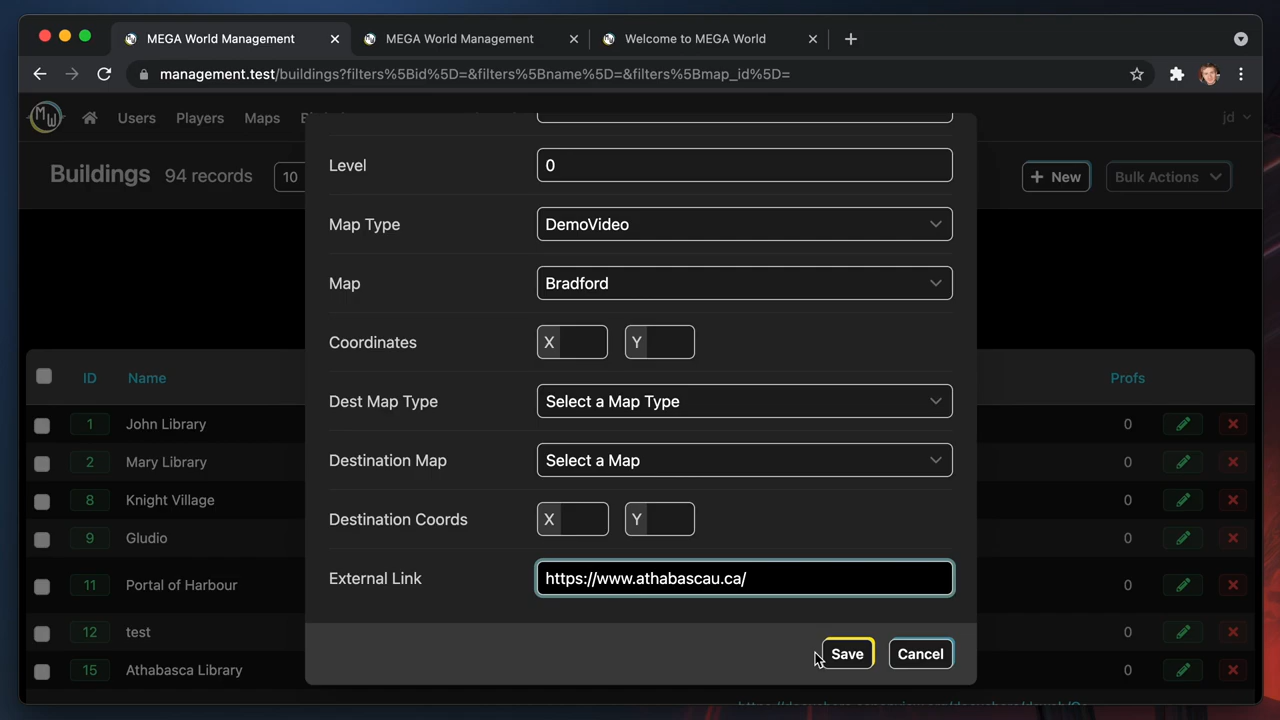 MEGA World Management
MEGA World Management
Welcome to MEGA World
management.test/buildings?filters%5Bid%5D=&filters%5Bname%5D=&filters%5Bmap_id%5D=
MW
Users
Players
Maps
jd
Buildings
94 records
10
New
Bulk Actions
Level
0
Map Type
DemoVideo
Map
Bradford
Coordinates
X
Y
Dest Map Type
Select a Map Type
Destination Map
Select a Map
Destination Coords
X
Y
External Link
https://www.athabascau.ca/
Save
Cancel
ID
Name
Profs
1
John Library
0
2
Mary Library
0
8
Knight Village
0
9
Gludio
0
11
Portal of Harbour
0
12
test
0
15
Athabasca Library
0